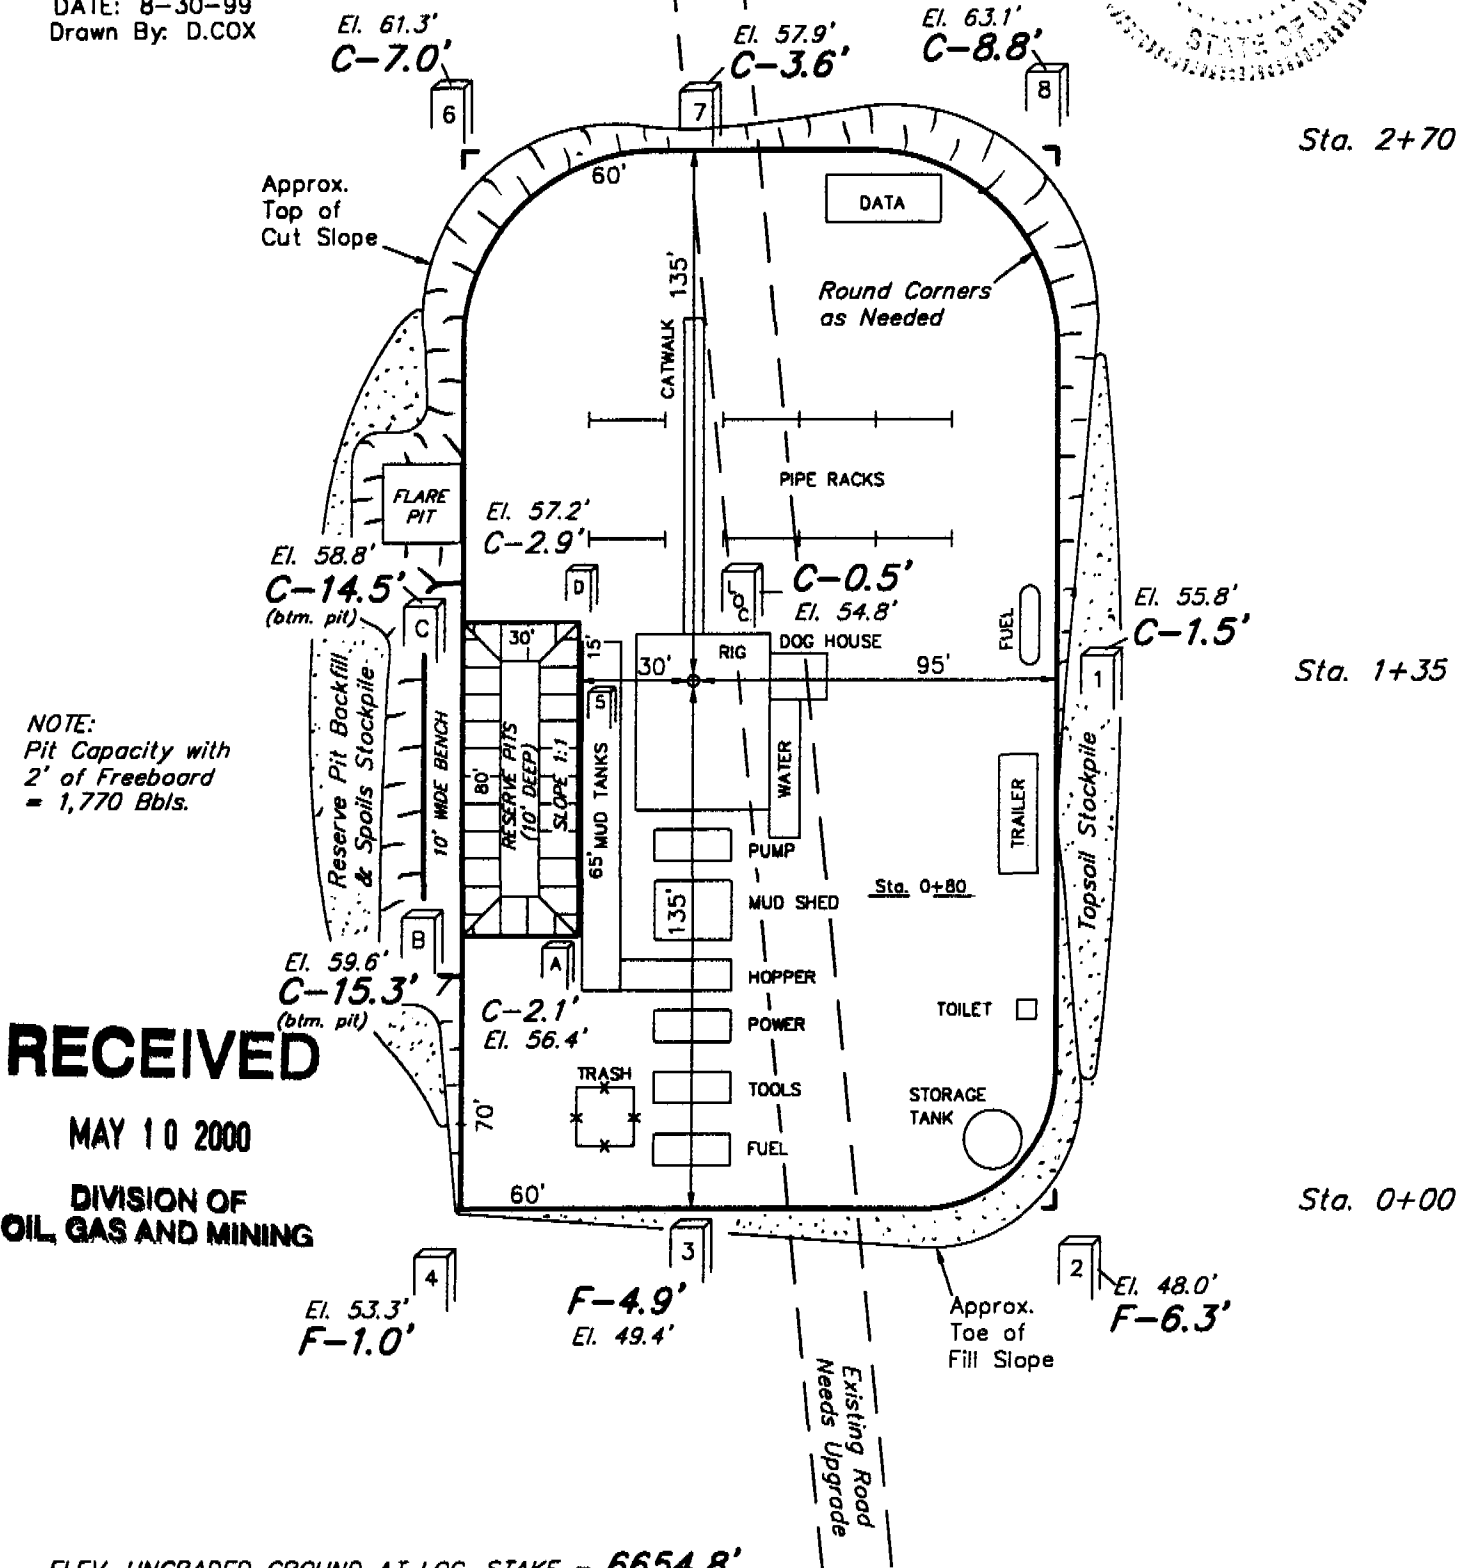 DATE: 8-30-99
Drawn By: D.COX
El. 61.3'
C-7.0'
El. 57.9'
C-3.6'
El. 63.1'
C-8.8'
STATE OF
6
7
8
Sta. 2+70
60'
Approx.
Top of
Cut Slope
DATA
135'
Round Corners
as Needed
CATWALK
PIPE RACKS
FLARE
PIT
El. 57.2'
C-2.9'
El. 58.8'
C-14.5'
(btm. pit)
D
LOC
C-0.5'
El. 54.8'
El. 55.8'
C-1.5'
FUEL
C
30'
15'
RIG
DOG HOUSE
30'
95'
1
Sta. 1+35
5
NOTE:
Pit Capacity with
2' of Freeboard
= 1,770 Bbls.
Reserve Pit Backfill
& Spoils Stockpile
10' WIDE BENCH
80'
RESERVE PITS
(10' DEEP)
SLOPE 1:1
65'
MUD TANKS
WATER
TRAILER
Topsoil Stockpile
PUMP
135'
MUD SHED
Sta. 0+80
B
A
El. 59.6'
C-15.3'
(btm. pit)
HOPPER
C-2.1'
El. 56.4'
POWER
TOILET
RECEIVED
MAY 10 2000
DIVISION OF
OIL, GAS AND MINING
TRASH
TOOLS
70'
STORAGE
TANK
FUEL
60'
Sta. 0+00
3
4
2
El. 53.3'
F-1.0'
F-4.9'
El. 49.4'
El. 48.0'
F-6.3'
Approx.
Toe of
Fill Slope
Existing Road
Needs Upgrade
ELEV. UNGRADED GROUND AT LOC. STAKE = 6654.8'